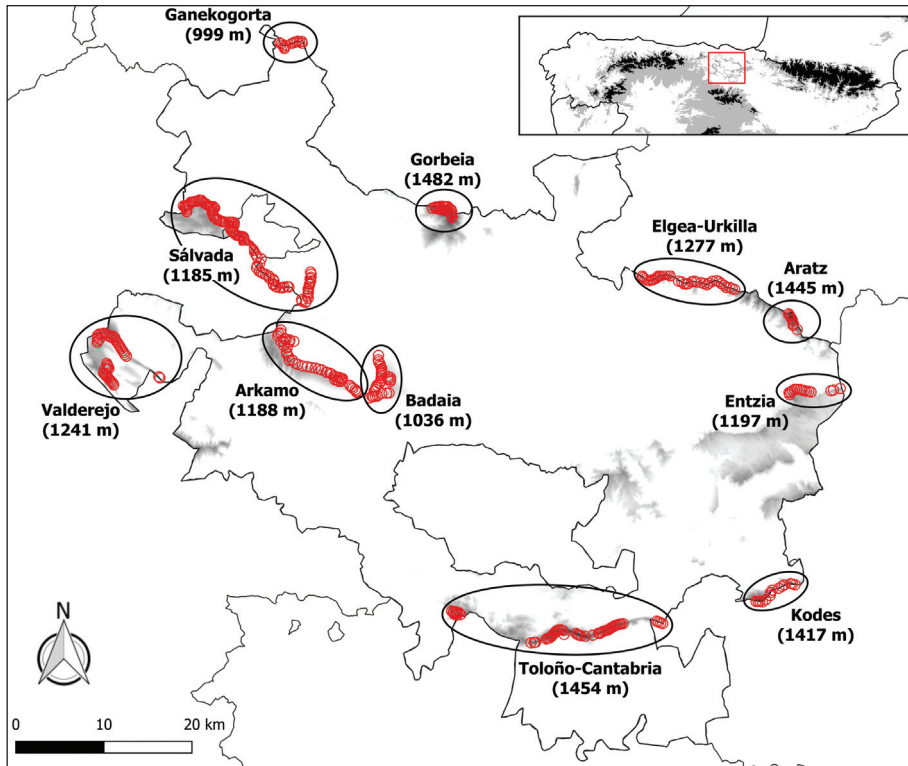 Ganekogorta
(999 m)
Gorbeia
(1482 m)
Elgea-Urkilla
(1277 m)
Sálvada
(1185 m)
Aratz
(1445 m)
Arkamo
(1188 m)
Badaia
(1036 m)
Entzia
(1197 m)
Valderejo
(1241 m)
Kodes
(1417 m)
Toloño-Cantabria
(1454 m)
N
0 10 20 km